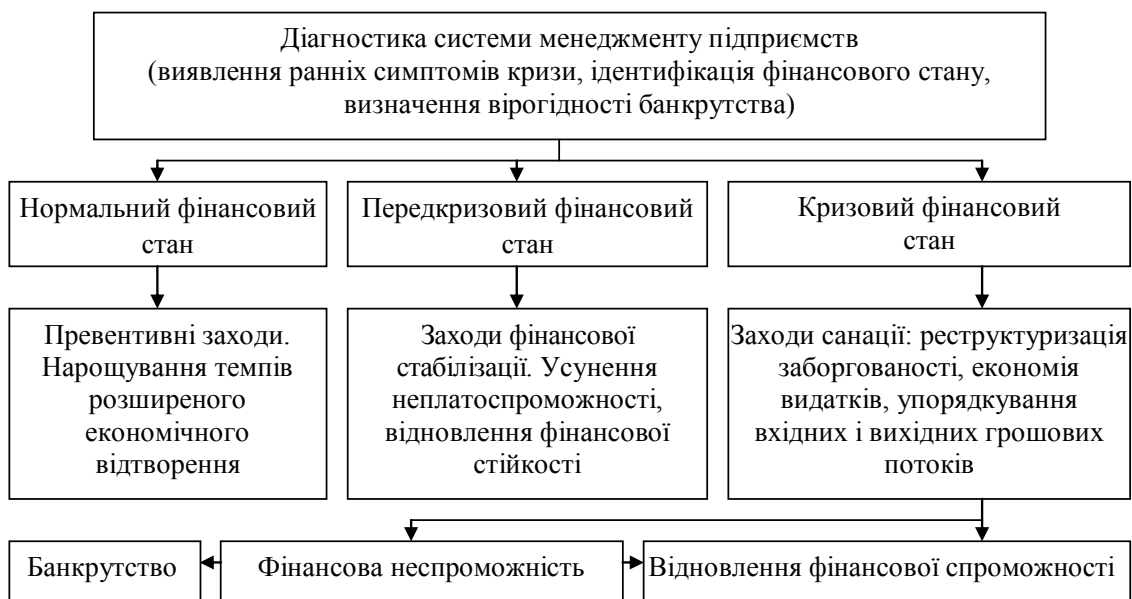 Діагностика системи менеджменту підприємств
(виявлення ранніх симптомів кризи, ідентифікація фінансового стану,
визначення вірогідності банкрутства)
Нормальний фінансовий
стан
Передкризовий фінансовий
стан
Кризовий фінансовий
стан
Превентивні заходи.
Нарощування темпів
розширеного
економічного
відтворення
Заходи фінансової
стабілізації. Усунення
неплатоспроможності,
відновлення фінансової
стійкості
Заходи санації: реструктуризація
заборгованості, економія
видатків, упорядкування
вхідних і вихідних грошових
потоків
Банкрутство
Фінансова неспроможність
Відновлення фінансової спроможності